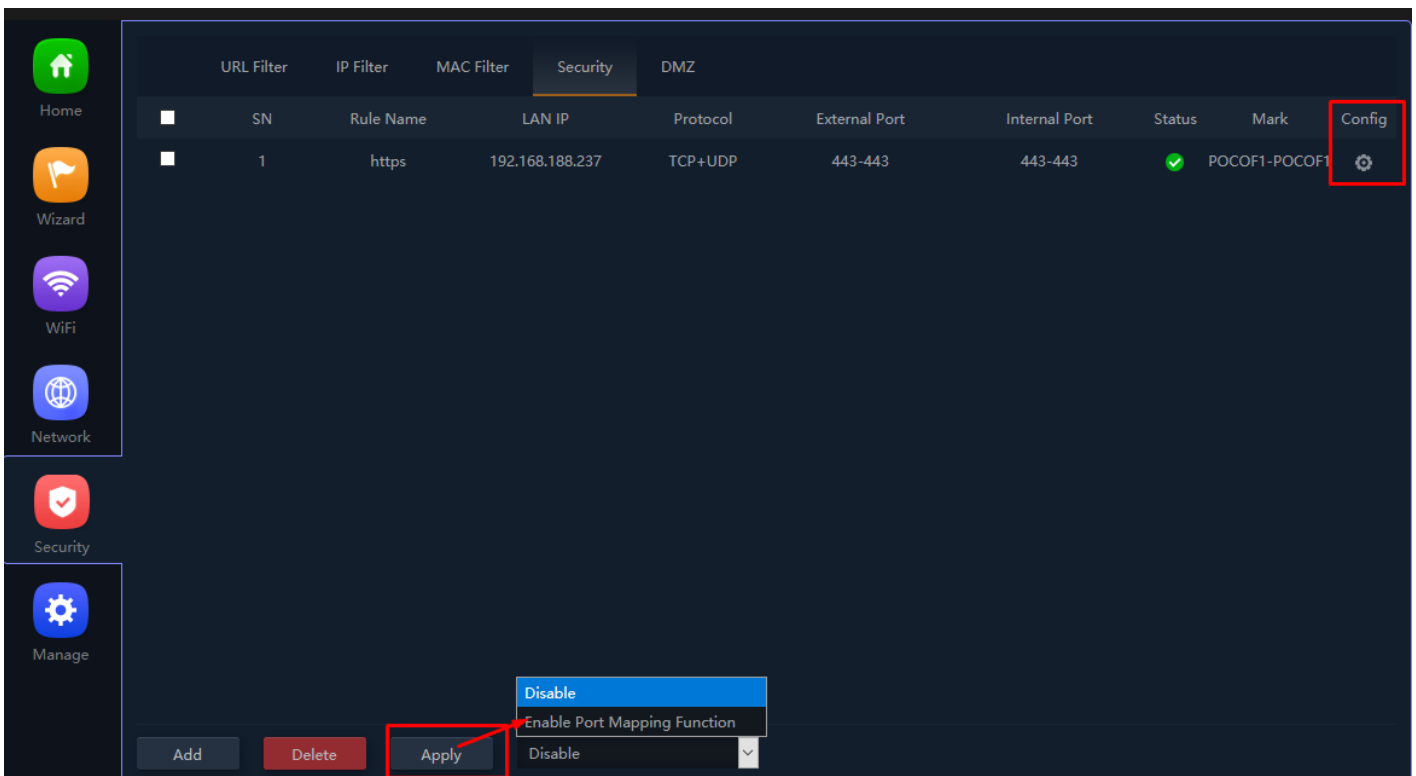 URL Filter IP Filter MAC Filter Security DMZ
Home
SN Rule Name LAN IP Protocol External Port Internal Port Status Mark Config
1 https 192.168.188.237 TCP+UDP 443-443 443-443 POCOF1-POCOF1
Wizard
WiFi
Network
Security
Manage
Disable
Enable Port Mapping Function
Add Delete Apply Disable